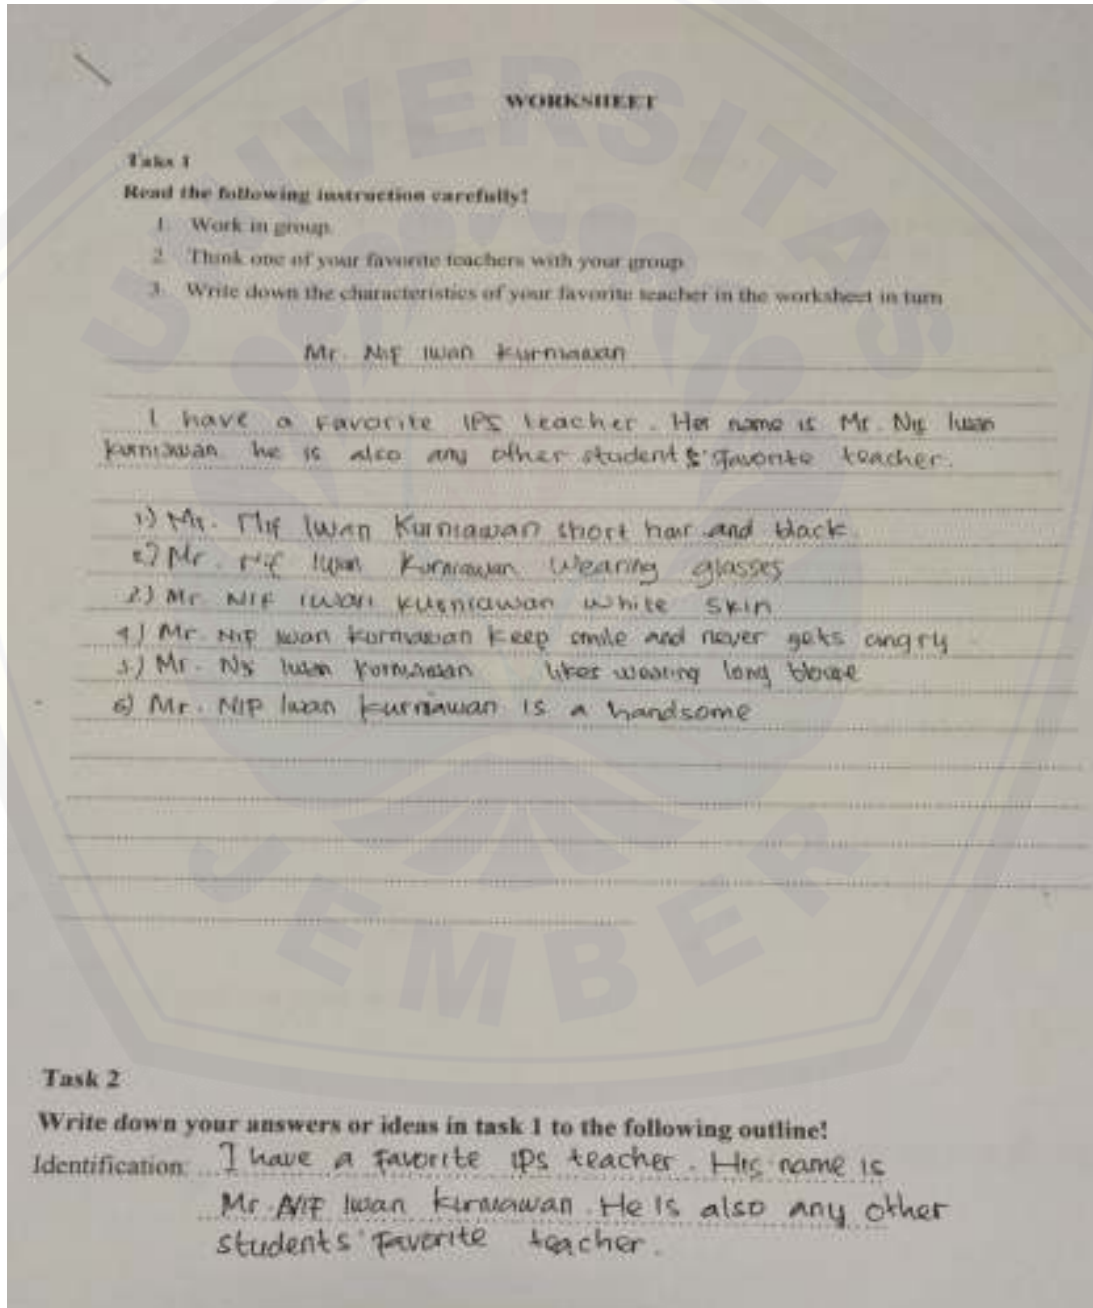 UNIVERSITAS JEMBER
WORKSHEET
Taks 1
Read the following instruction carefully!
1. Work in group.
2. Think one of your favorite teachers with your group
3. Write down the characteristics of your favorite teacher in the worksheet in turn
Mr. Nif Iwan Kurniawan
I have a favorite IPS teacher. His name is Mr. Nif Iwan
Kurniawan he is also any other student s' favorite teacher.
1.) Mr. Nif Iwan Kurniawan short hair and black
2) Mr. Nif Iwan Kurniawan wearing glasses
3.) Mr NIF Iwan Kurniawan white skin
4.) Mr. Nif Iwan Kurniawan keep smile and never gets angry
5.) Mr. Nif Iwan Kurniawan likes wearing long
6) Mr. NIF Iwan Kurniawan is a handsome
Task 2
Write down your answers or ideas in task 1 to the following outline!
Identification: I have a favorite IPS teacher. His name is
Mr. NIF Iwan Kurniawan. He is also any other
students' favorite teacher.